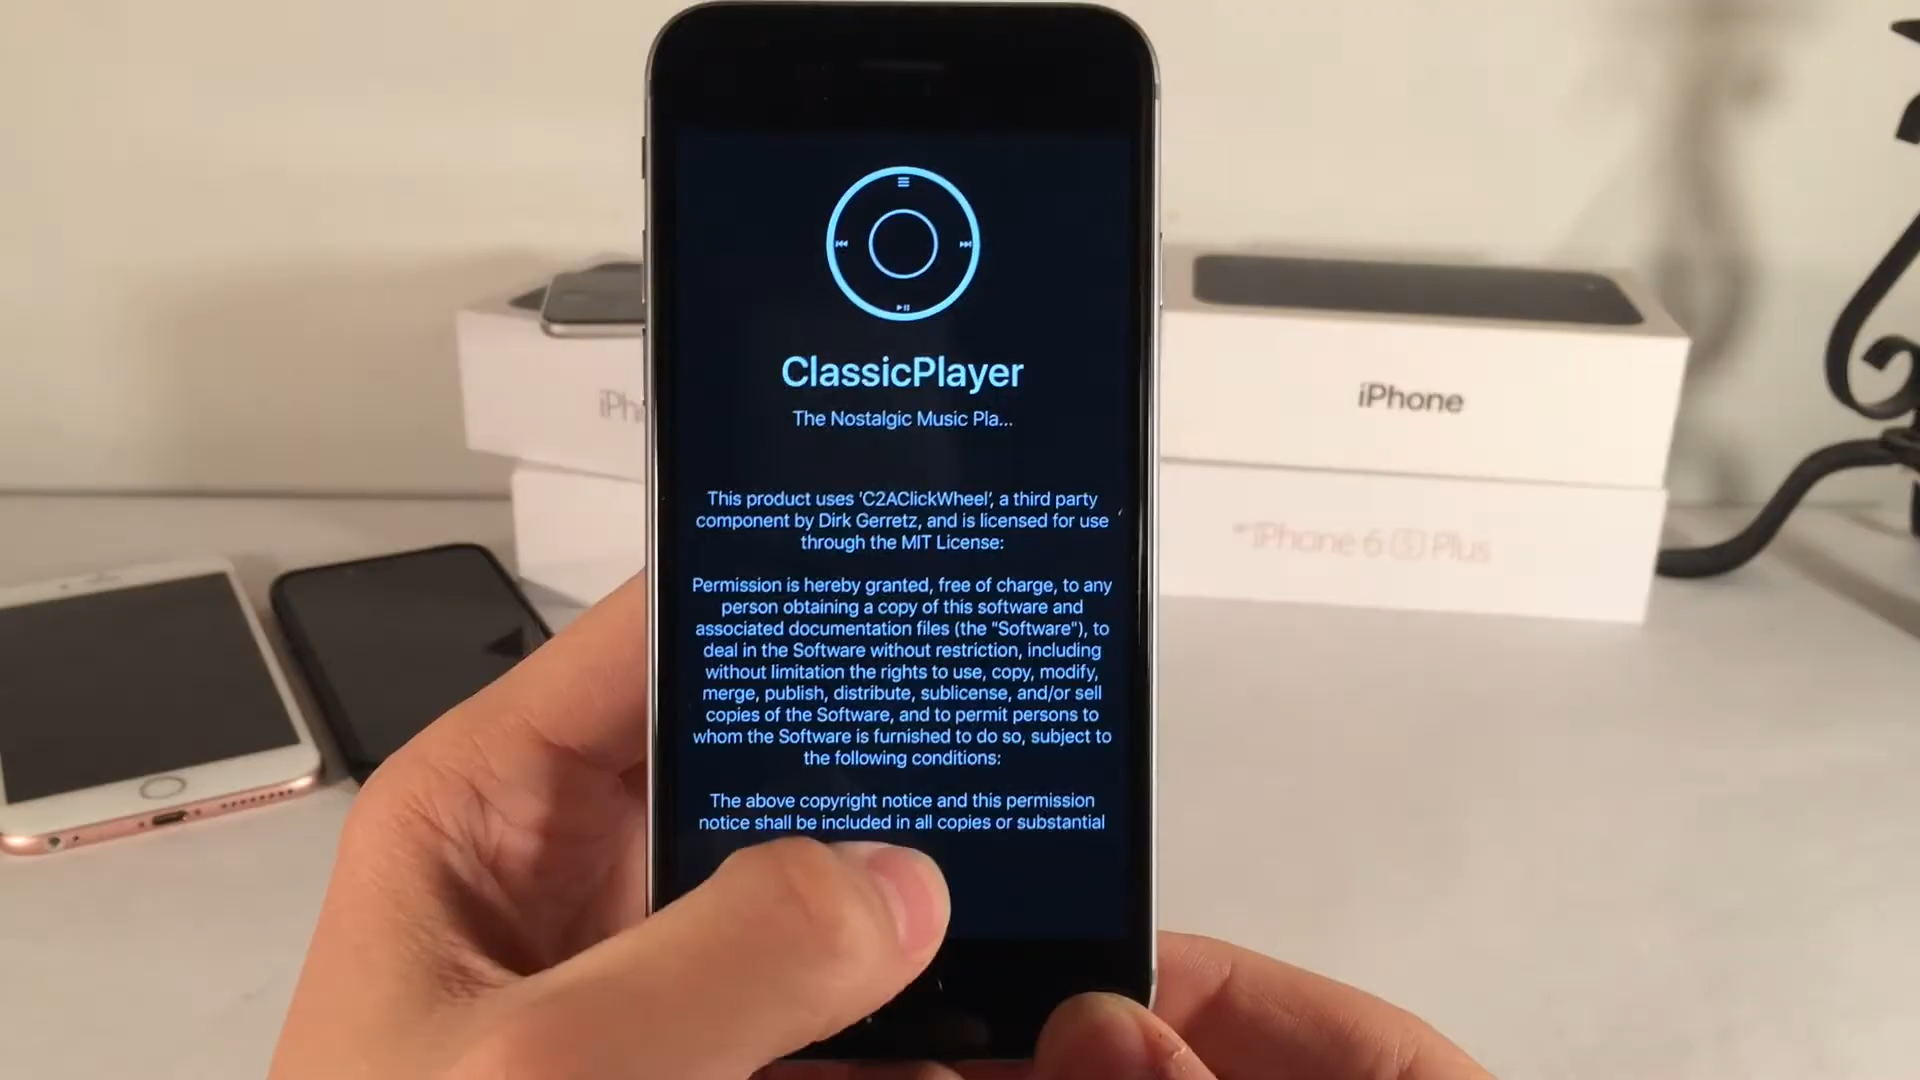 ClassicPlayer
The Nostalgic Music Pla...
This product uses 'C2AClickWheel', a third party
component by Dirk Gerretz, and is licensed for use
through the MIT License:
Permission is hereby granted, free of charge, to any
person obtaining a copy of this software and
associated documentation files (the "Software"), to
deal in the Software without restriction, including
without limitation the rights to use, copy, modify,
merge, publish, distribute, sublicense, and/or sell
copies of the Software, and to permit persons to
whom the Software is furnished to do so, subject to
the following conditions:
The above copyright notice and this permission
notice shall be included in all copies or substantial
iPh
iPhone
iPhone 6 S Plus